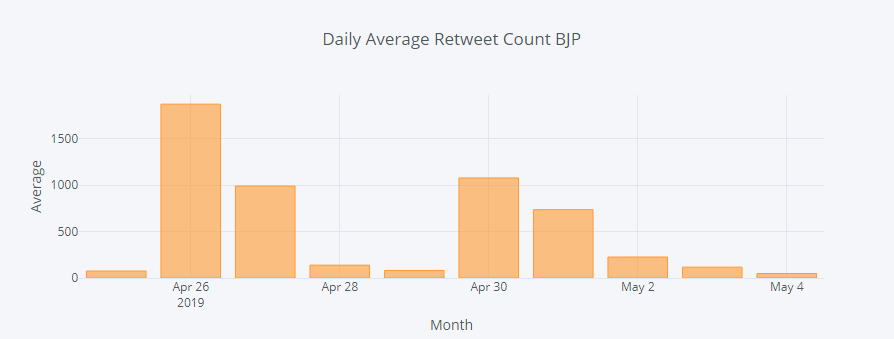 Daily Average Retweet Count BJP
Average
1500
1000
500
0
Apr 26
2019
Apr 28
Apr 30
May 2
May 4
Month